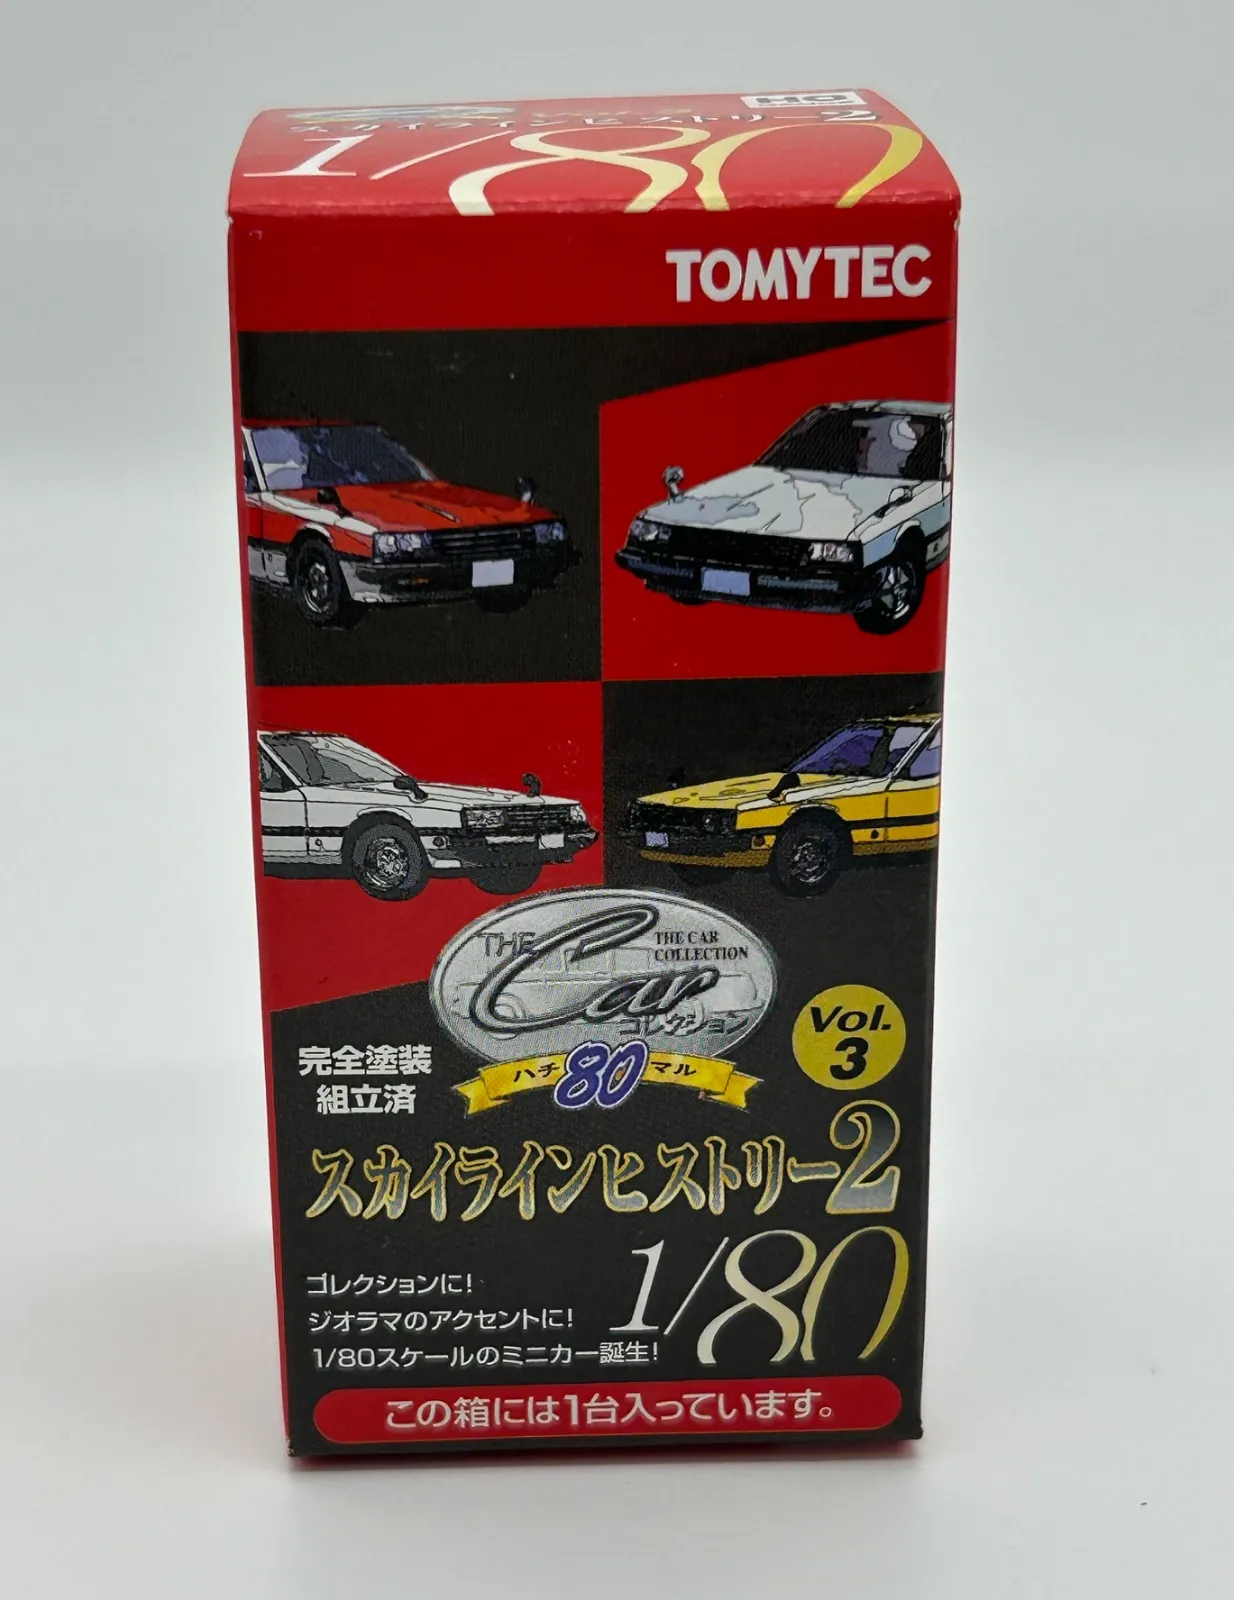 HO
スカイラインヒストリー2
1/80
TOMYTEC
THE
Car
THE CAR
COLLECTION
コレクション
ハチ80マル
Vol.
3
完全塗装
組立済
スカイラインヒストリー2
1/80
コレクションに!
ジオラマのアクセントに!
1/80スケールのミニカー誕生!
この箱には1台入っています。